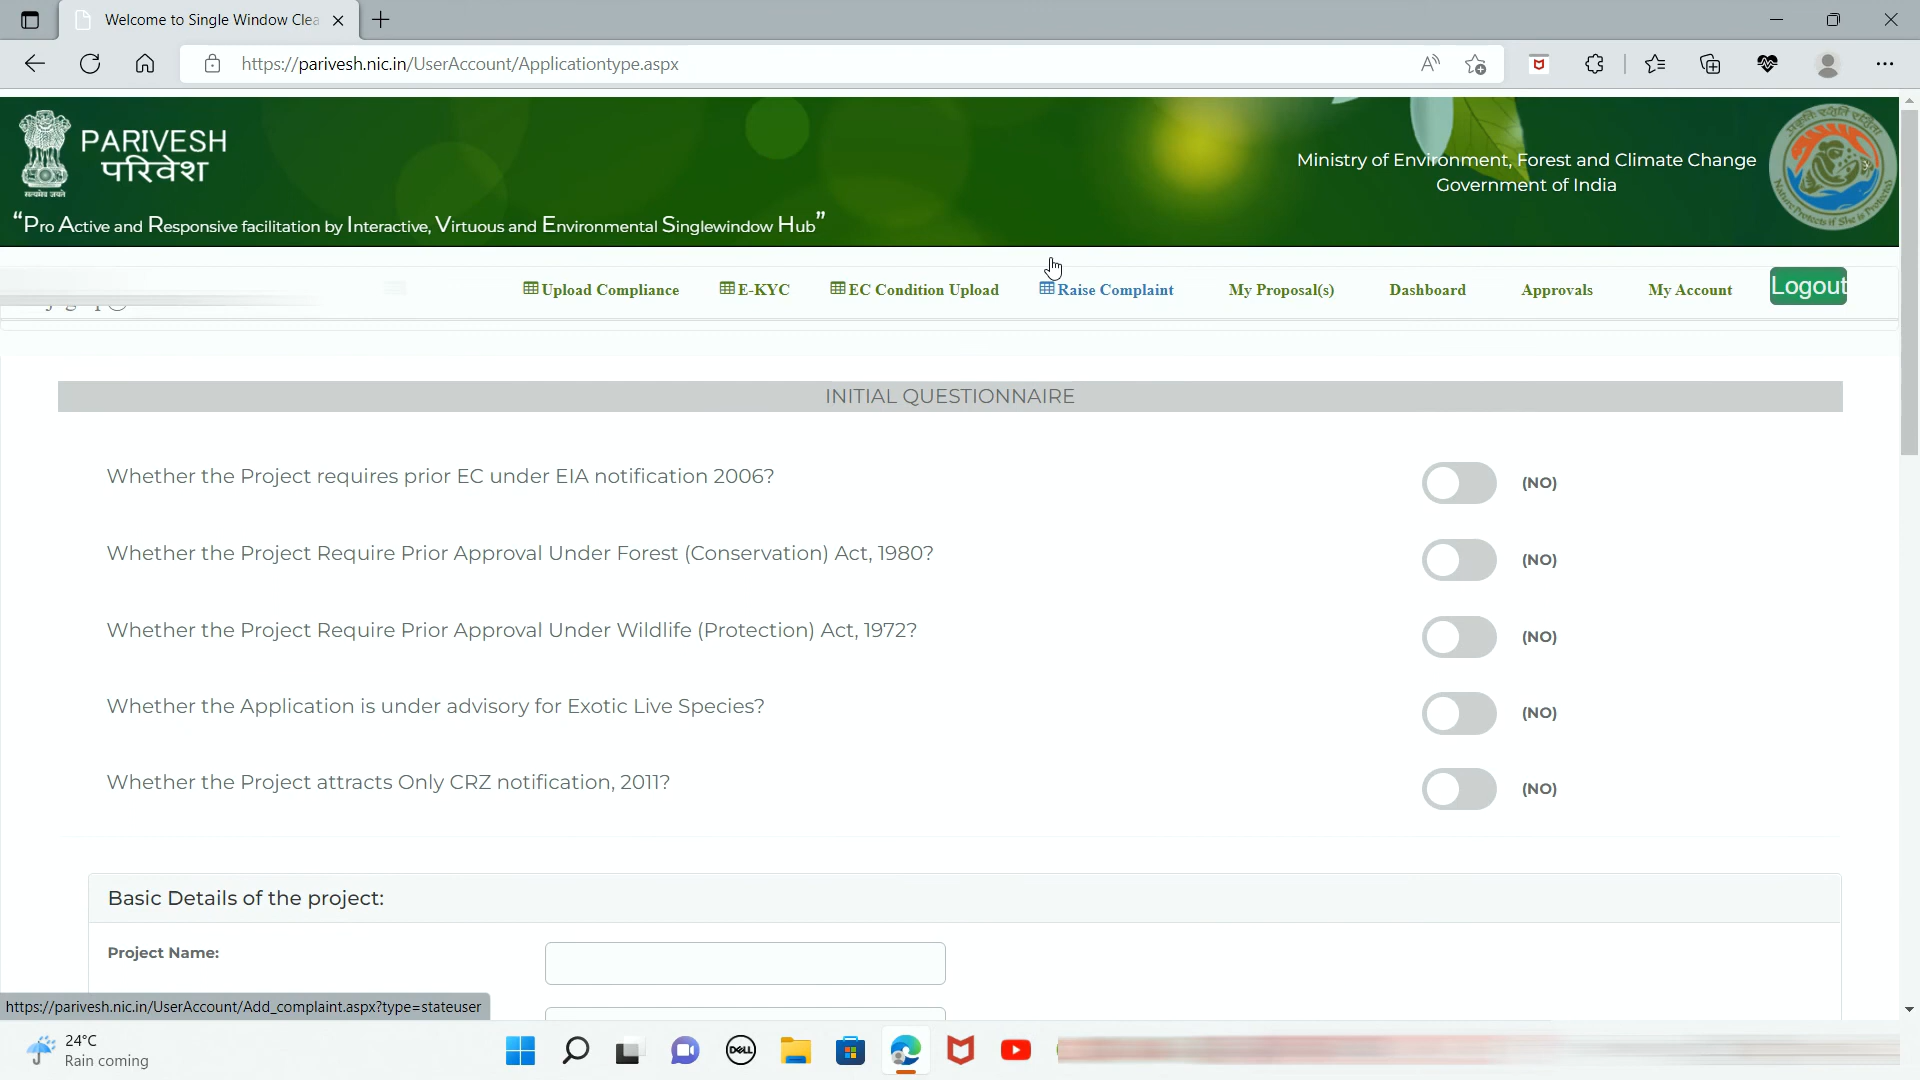 Welcome to Single Window Clea
https://parivesh.nic.in/UserAccount/Applicationtype.aspx
PARIVESH
परिवेश
सत्यमेव जयते
"Pro Active and Responsive facilitation by Interactive, Virtuous and Environmental Singlewindow Hub"
Ministry of Environment, Forest and Climate Change
Government of India
Upload Compliance E-KYC EC Condition Upload Raise Complaint My Proposal(s) Dashboard Approvals My Account Logout
INITIAL QUESTIONNAIRE
Whether the Project requires prior EC under EIA notification 2006? (NO)
Whether the Project Require Prior Approval Under Forest (Conservation) Act, 1980? (NO)
Whether the Project Require Prior Approval Under Wildlife (Protection) Act, 1972? (NO)
Whether the Application is under advisory for Exotic Live Species? (NO)
Whether the Project attracts Only CRZ notification, 2011? (NO)
Basic Details of the project:
Project Name:
https://parivesh.nic.in/UserAccount/Add_complaint.aspx?type=stateuser
24°C
Rain coming
DELL